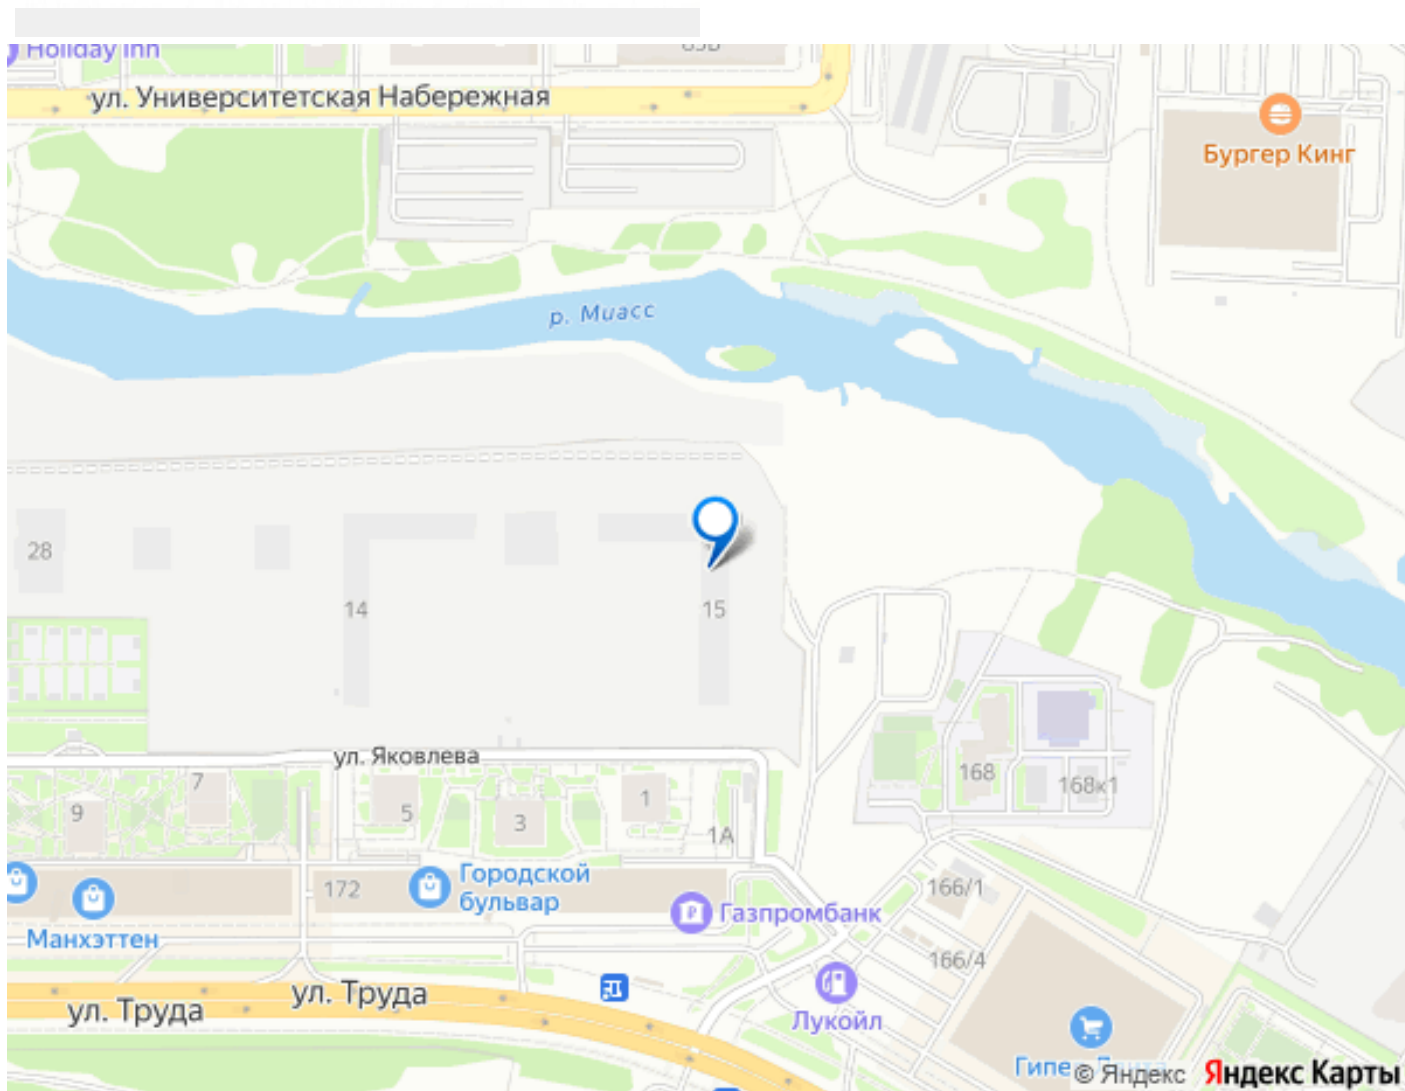 Holiday Inn
ул. Университетская Набережная
Бургер Кинг
р. Миасс
28
14
15
ул. Яковлева
7
9
5
3
1
1А
168
168к1
172
Городской
бульвар
Манхэттен
Газпромбанк
166/1
166/4
ул. Труда
ул. Труда
Лукойл
© Яндекс
Яндекс Карты